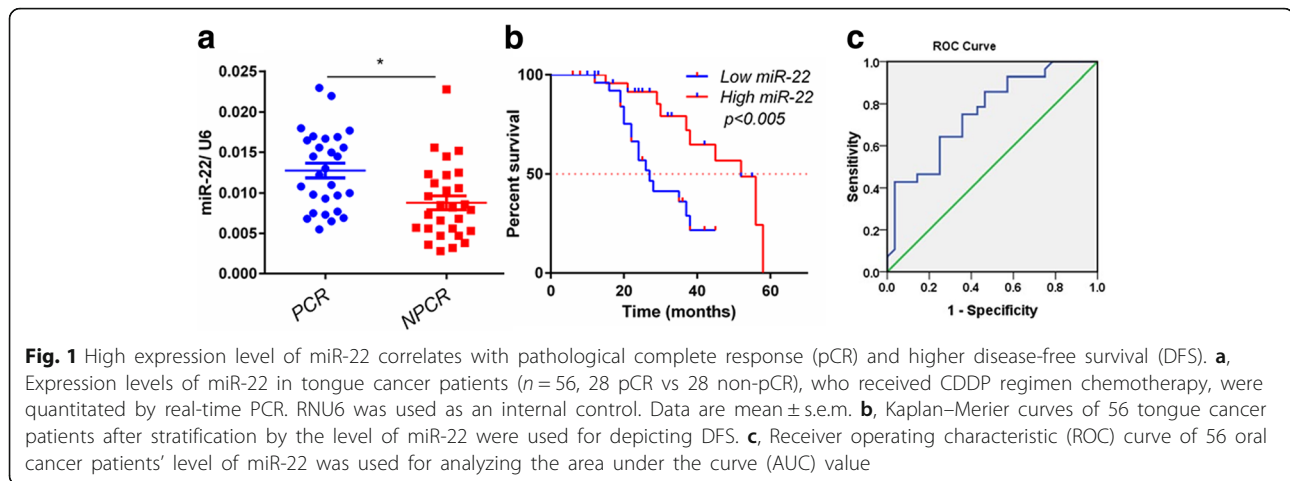 a
*
0.025
0.020
0.015
0.010
0.005
0.000
miR-22/ U6
PCR
NPCR
b
100
50
0
Percent survival
Low miR-22
High miR-22
p<0.005
0 20 40 60
Time (months)
c
ROC Curve
1.0
0.8
0.6
0.4
0.2
0.0
Sensitivity
0.0 0.2 0.4 0.6 0.8 1.0
1 - Specificity
Fig. 1 High expression level of miR-22 correlates with pathological complete response (pCR) and higher disease-free survival (DFS). a,
Expression levels of miR-22 in tongue cancer patients (n = 56, 28 pCR vs 28 non-pCR), who received CDDP regimen chemotherapy, were
quantitated by real-time PCR. RNU6 was used as an internal control. Data are mean ± s.e.m. b, Kaplan–Merier curves of 56 tongue cancer
patients after stratification by the level of miR-22 were used for depicting DFS. c, Receiver operating characteristic (ROC) curve of 56 oral
cancer patients' level of miR-22 was used for analyzing the area under the curve (AUC) value